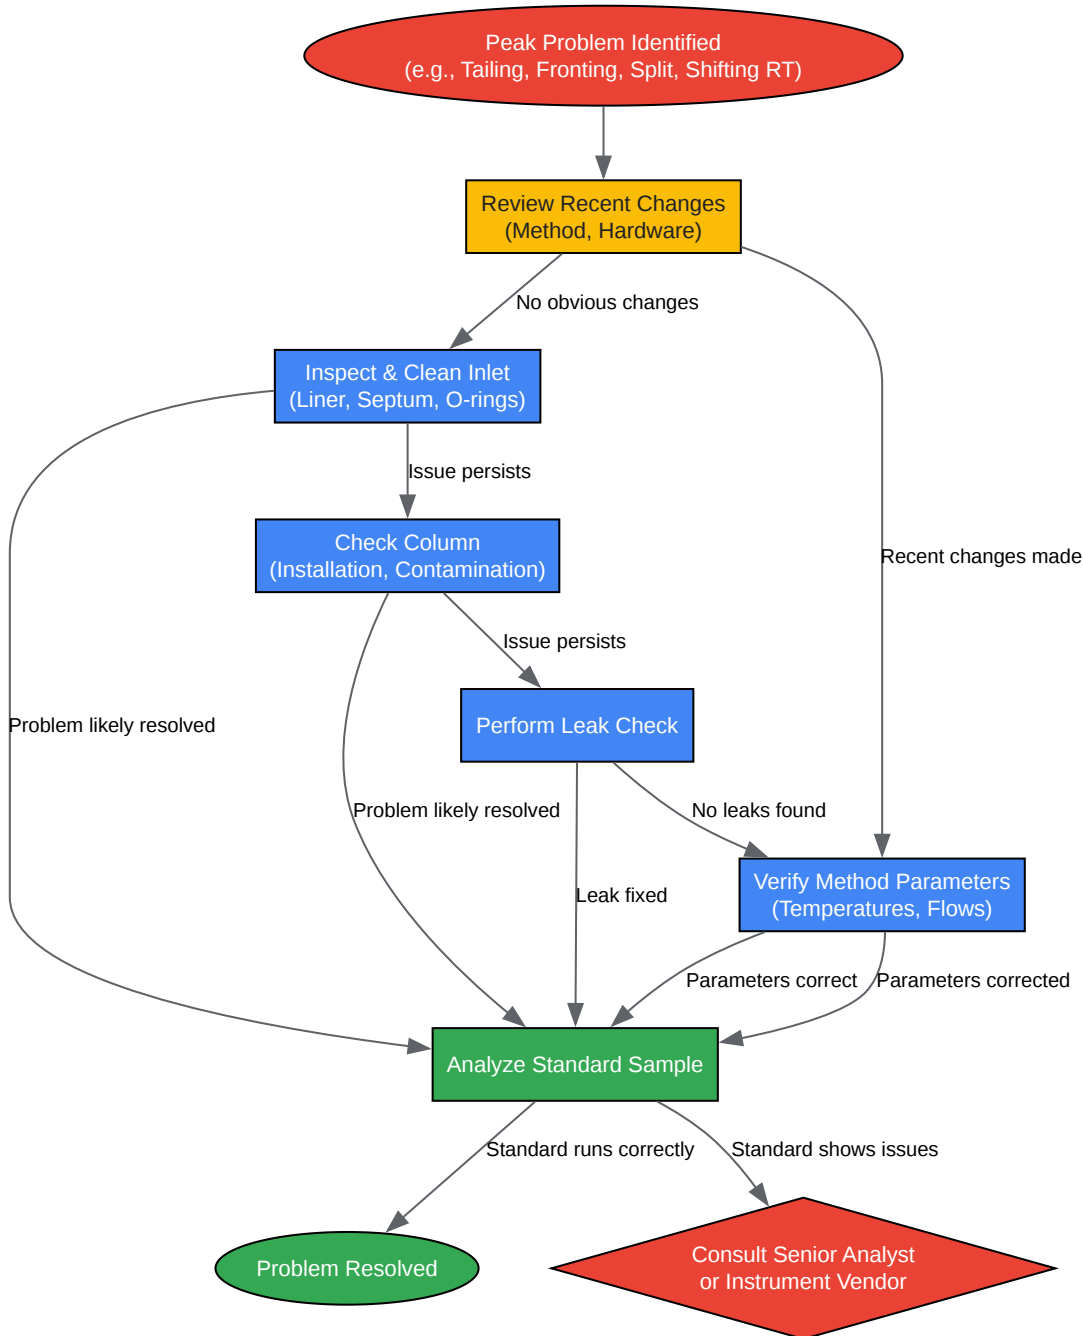 Peak Problem Identified
(e.g., Tailing, Fronting, Split, Shifting RT)
Review Recent Changes
(Method, Hardware)
No obvious changes
Inspect & Clean Inlet
(Liner, Septum, O-rings)
Issue persists
Check Column
(Installation, Contamination)
Recent changes made
Issue persists
Perform Leak Check
Problem likely resolved
Problem likely resolved
No leaks found
Verify Method Parameters
(Temperatures, Flows)
Leak fixed
Parameters correct
Parameters corrected
Analyze Standard Sample
Standard runs correctly
Standard shows issues
Problem Resolved
Consult Senior Analyst
or Instrument Vendor